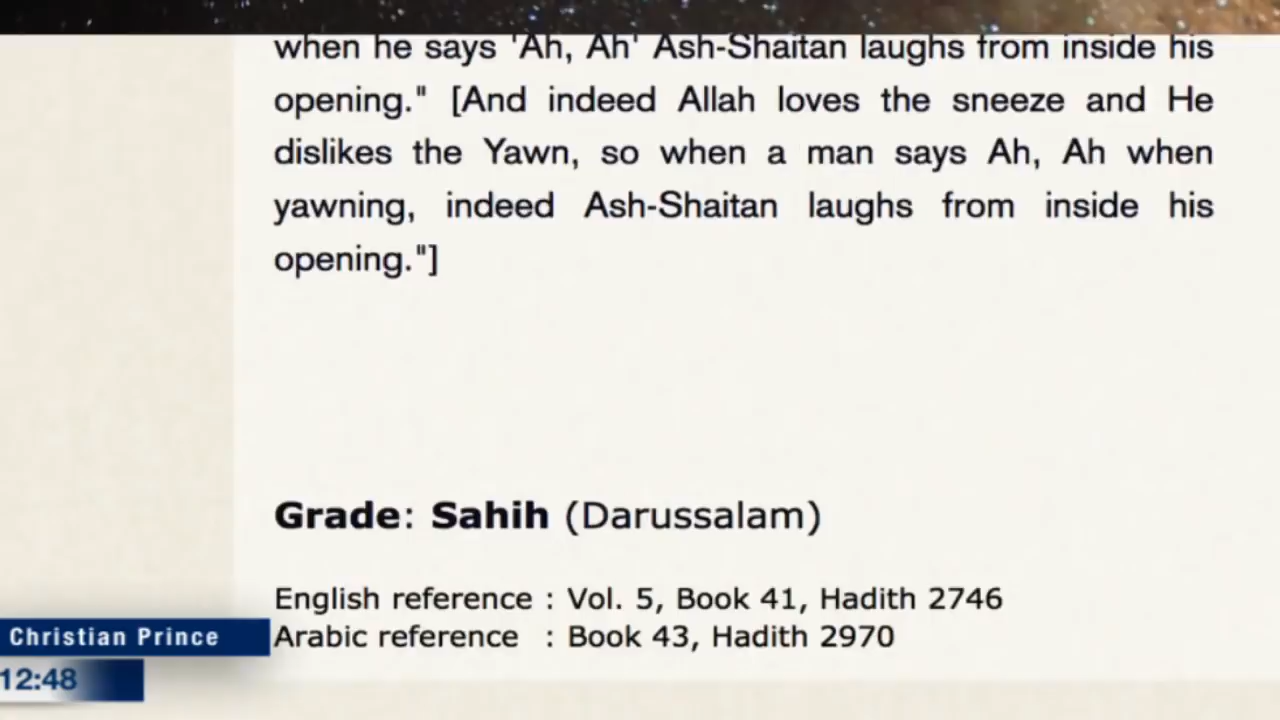 when he says 'Ah, Ah' Ash-Shaitan laughs from inside his
opening." [And indeed Allah loves the sneeze and He
dislikes the Yawn, so when a man says Ah, Ah when
yawning, indeed Ash-Shaitan laughs from inside his
opening."]
Grade: Sahih (Darussalam)
English reference : Vol. 5, Book 41, Hadith 2746
Christian Prince
Arabic reference : Book 43, Hadith 2970
12:48